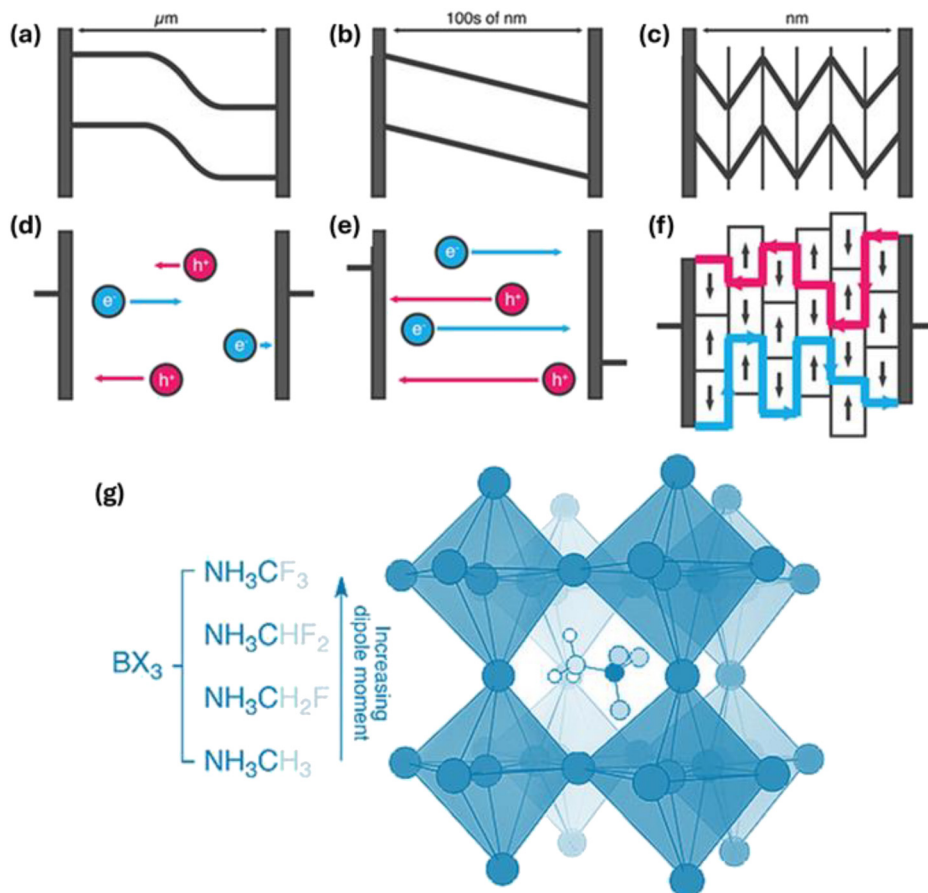 (a)
µm
(b)
100s of nm
(c)
nm
(d)
h⁺
e⁻
e⁻
h⁺
(e)
e⁻
h⁺
e⁻
h⁺
(f)
(g)
BX₃
NH₃CF₃
NH₃CHF₂
NH₃CH₂F
NH₃CH₃
Increasing
dipole moment